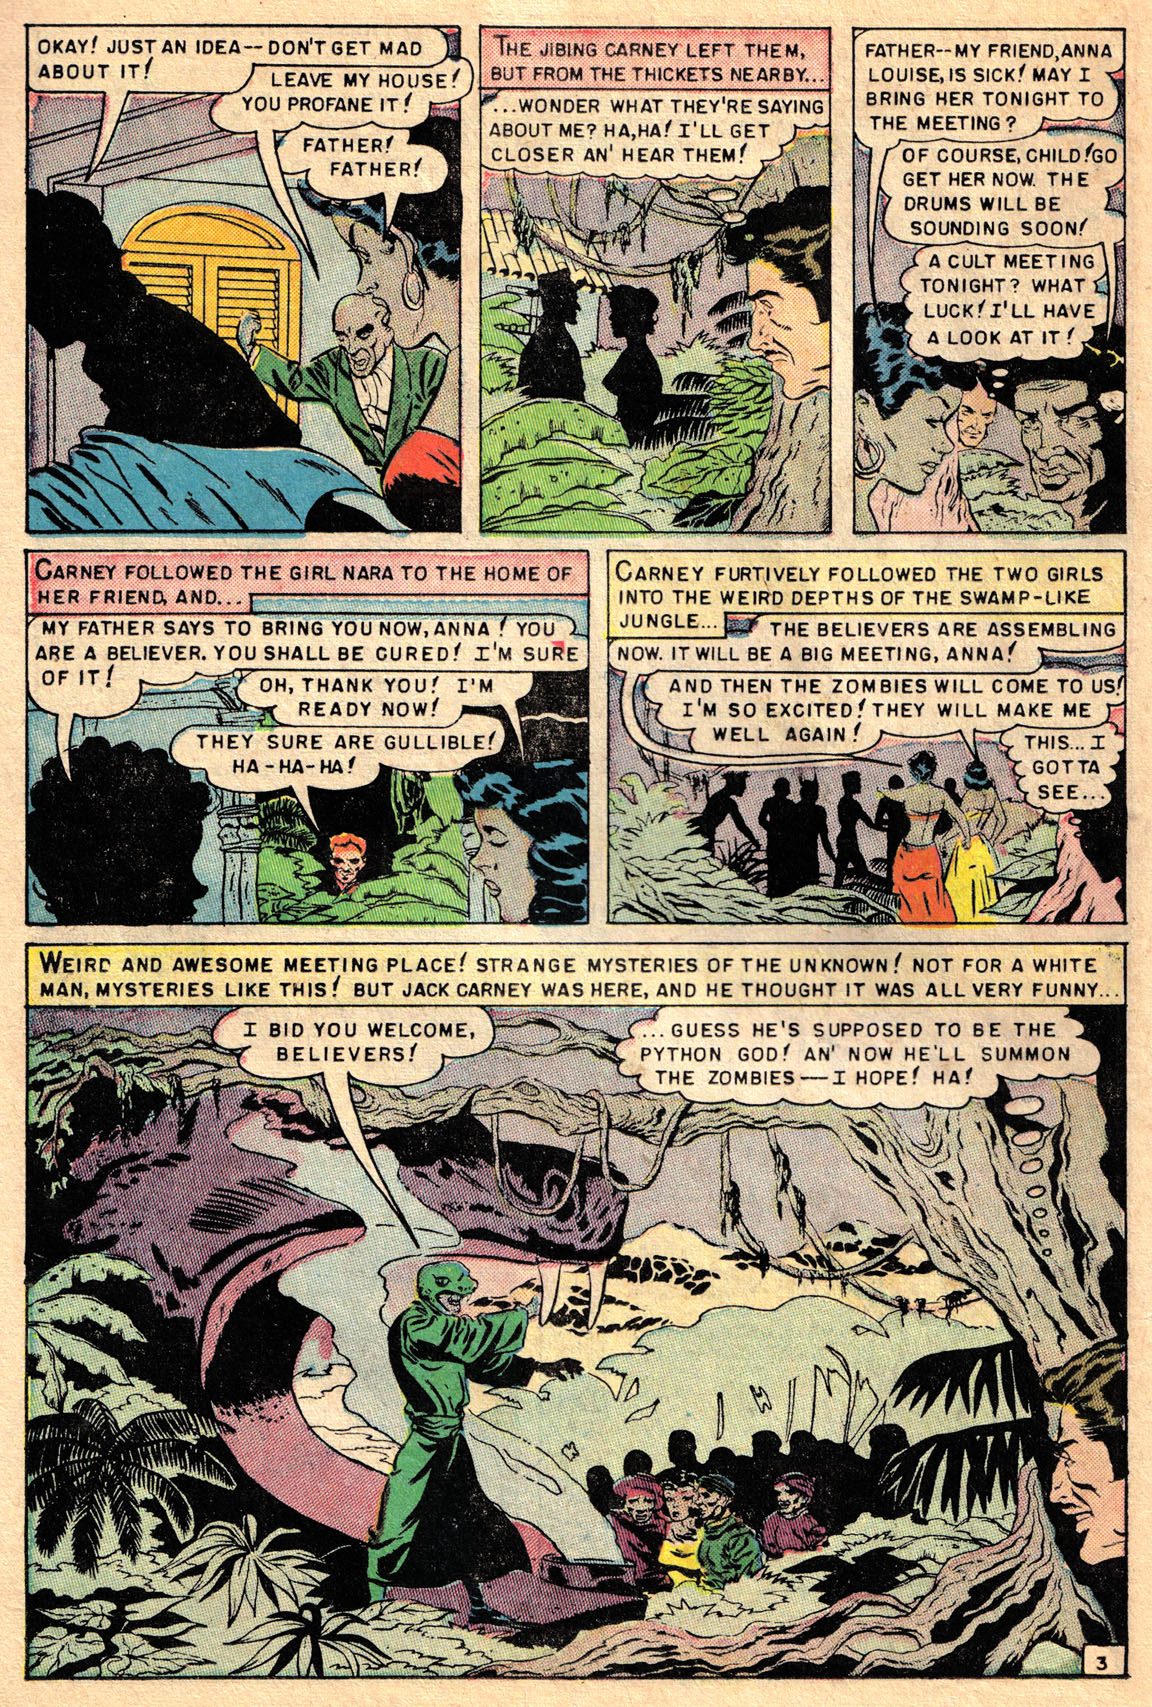 OKAY! JUST AN IDEA-- DON'T GET MAD
ABOUT IT!
LEAVE MY HOUSE!
YOU PROFANE IT!
FATHER!
FATHER!
THE JIBING CARNEY LEFT THEM,
BUT FROM THE THICKETS NEARBY...
...WONDER WHAT THEY'RE SAYING
ABOUT ME? HA, HA! I'LL GET
CLOSER AN' HEAR THEM!
FATHER-- MY FRIEND, ANNA
LOUISE, IS SICK! MAY I
BRING HER TONIGHT TO
THE MEETING?
OF COURSE, CHILD! GO
GET HER NOW. THE
DRUMS WILL BE
SOUNDING SOON!
A CULT MEETING
TONIGHT? WHAT
LUCK! I'LL HAVE
A LOOK AT IT!
CARNEY FOLLOWED THE GIRL NARA TO THE HOME OF
HER FRIEND, AND...
MY FATHER SAYS TO BRING YOU NOW, ANNA! YOU
ARE A BELIEVER. YOU SHALL BE CURED! I'M SURE
OF IT!
OH, THANK YOU! I'M
READY NOW!
THEY SURE ARE GULLIBLE!
HA-HA-HA!
CARNEY FURTIVELY FOLLOWED THE TWO GIRLS
INTO THE WEIRD DEPTHS OF THE SWAMP-LIKE
JUNGLE...
THE BELIEVERS ARE ASSEMBLING
NOW. IT WILL BE A BIG MEETING, ANNA!
AND THEN THE ZOMBIES WILL COME TO US!
I'M SO EXCITED! THEY WILL MAKE ME
WELL AGAIN!
THIS... I
GOTTA
SEE...
WEIRD AND AWESOME MEETING PLACE! STRANGE MYSTERIES OF THE UNKNOWN! NOT FOR A WHITE
MAN, MYSTERIES LIKE THIS! BUT JACK CARNEY WAS HERE, AND HE THOUGHT IT WAS ALL VERY FUNNY...
I BID YOU WELCOME,
BELIEVERS!
...GUESS HE'S SUPPOSED TO BE THE
PYTHON GOD! AN' NOW HE'LL SUMMON
THE ZOMBIES--I HOPE! HA!
3